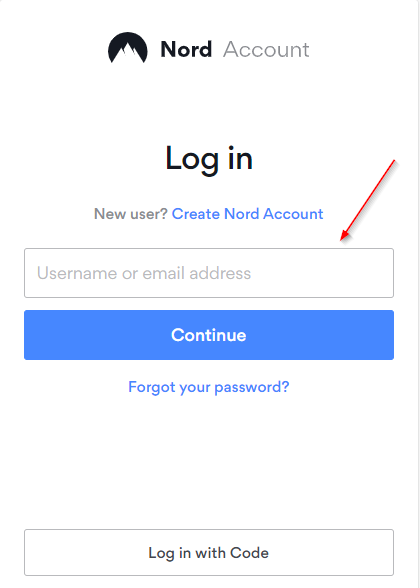 Nord Account
Log in
New user? Create Nord Account
Username or email address
Continue
Forgot your password?
Log in with Code